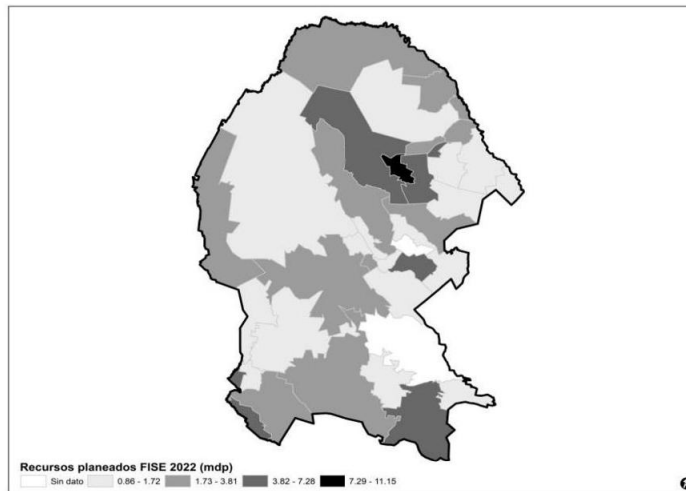 Recursos planeados FISE 2022 (mdp)
Sin dato 0.86 - 1.72 1.73 - 3.81 3.82 - 7.28 7.29 - 11.15